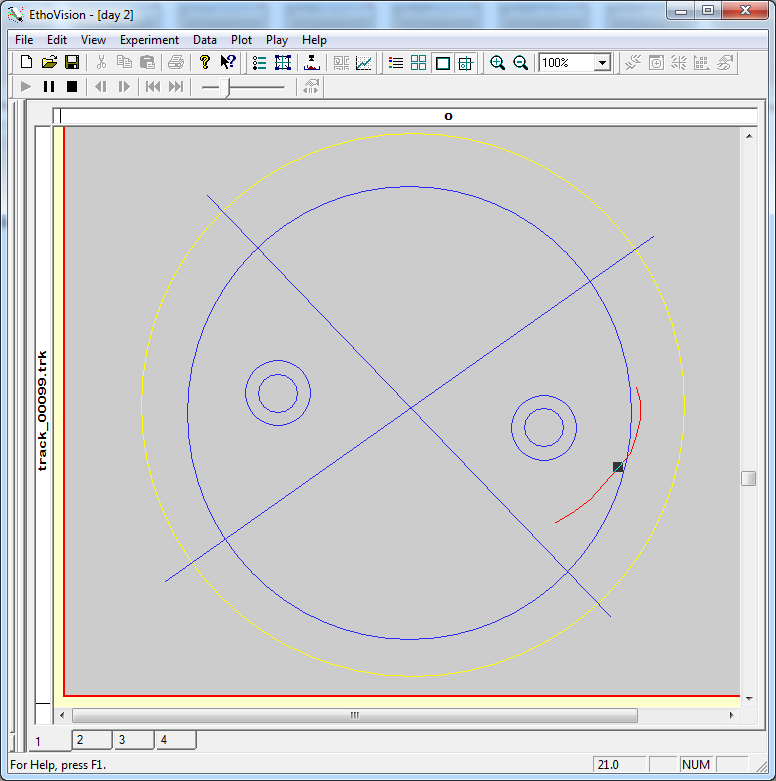 EthoVision - [day 2]
File Edit View Experiment Data Plot Play Help
100%
o
track_00099.trk
1 2 3 4
For Help, press F1. 21.0 NUM